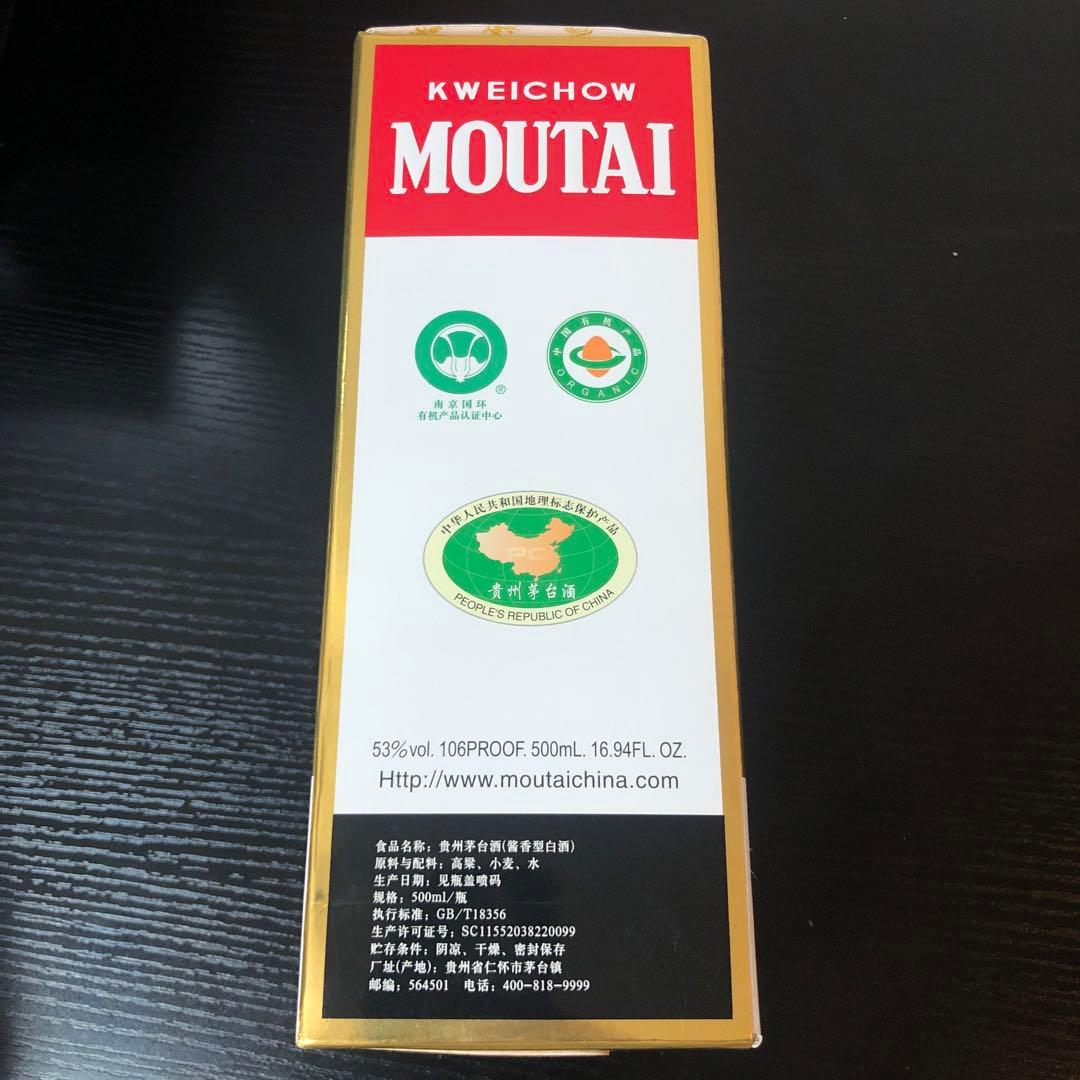 KWEICHOW
MOUTAI
®
南京国环
有机产品认证中心
中国有机产品
ORGANIC
中华人民共和国地理标志保护产品
贵州茅台酒
PEOPLE'S REPUBLIC OF CHINA
53%vol. 106PROOF. 500mL. 16.94FL. OZ.
Http://www.moutaichina.com
食品名称：贵州茅台酒(酱香型白酒)
原料与配料：高粱、小麦、水
生产日期：见瓶盖喷码
规格：500ml/瓶
执行标准：GB/T18356
生产许可证号：SC11552038220099
贮存条件：阴凉、干燥、密封保存
厂址(产地)：贵州省仁怀市茅台镇
邮编：564501 电话：400-818-9999